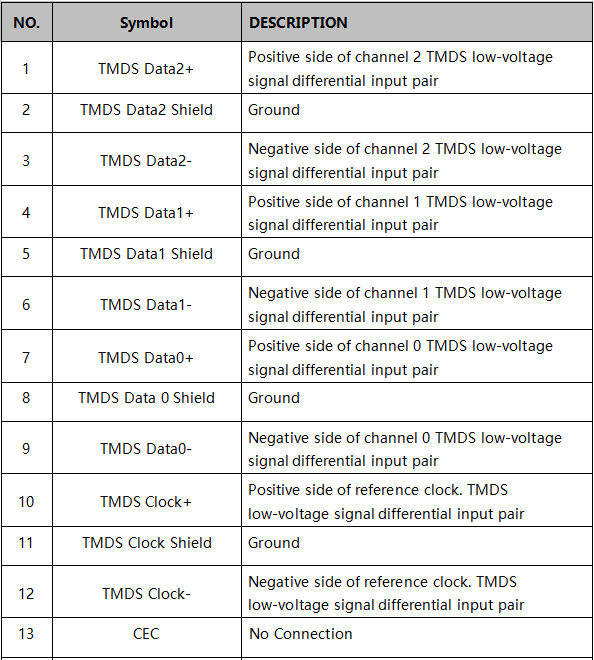 NO. Symbol DESCRIPTION
1 TMDS Data2+ Positive side of channel 2 TMDS low-voltage
signal differential input pair
2 TMDS Data2 Shield Ground
3 TMDS Data2- Negative side of channel 2 TMDS low-voltage
signal differential input pair
4 TMDS Data1+ Positive side of channel 1 TMDS low-voltage
signal differential input pair
5 TMDS Data1 Shield Ground
6 TMDS Data1- Negative side of channel 1 TMDS low-voltage
signal differential input pair
7 TMDS Data0+ Positive side of channel 0 TMDS low-voltage
signal differential input pair
8 TMDS Data 0 Shield Ground
9 TMDS Data0- Negative side of channel 0 TMDS low-voltage
signal differential input pair
10 TMDS Clock+ Positive side of reference clock. TMDS
low-voltage signal differential input pair
11 TMDS Clock Shield Ground
12 TMDS Clock- Negative side of reference clock. TMDS
low-voltage signal differential input pair
13 CEC No Connection